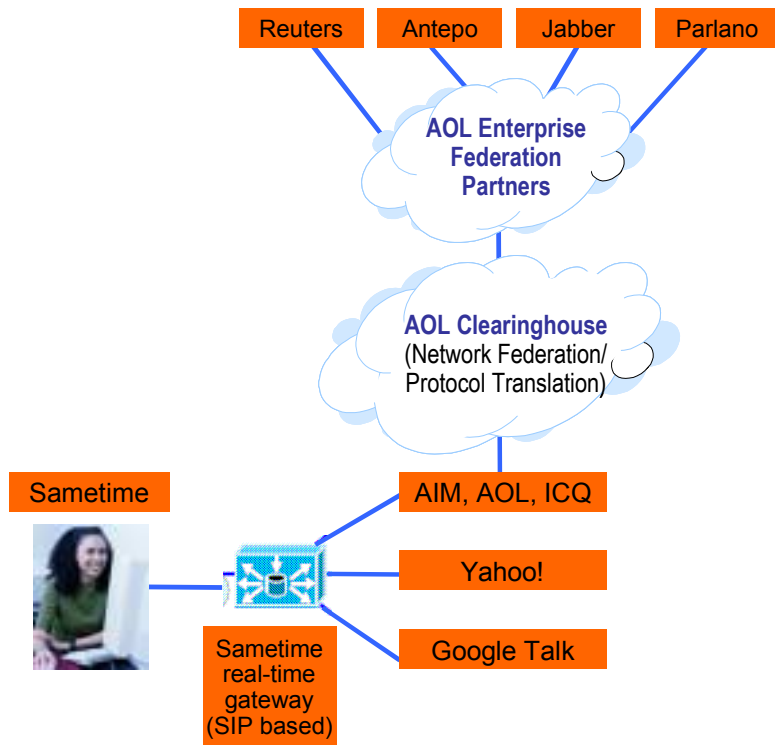 Reuters
Antepo
Jabber
Parlano
AOL Enterprise
Federation
Partners
AOL Clearinghouse
(Network Federation/
Protocol Translation)
Sametime
AIM, AOL, ICQ
Yahoo!
Google Talk
Sametime
real-time
gateway
(SIP based)